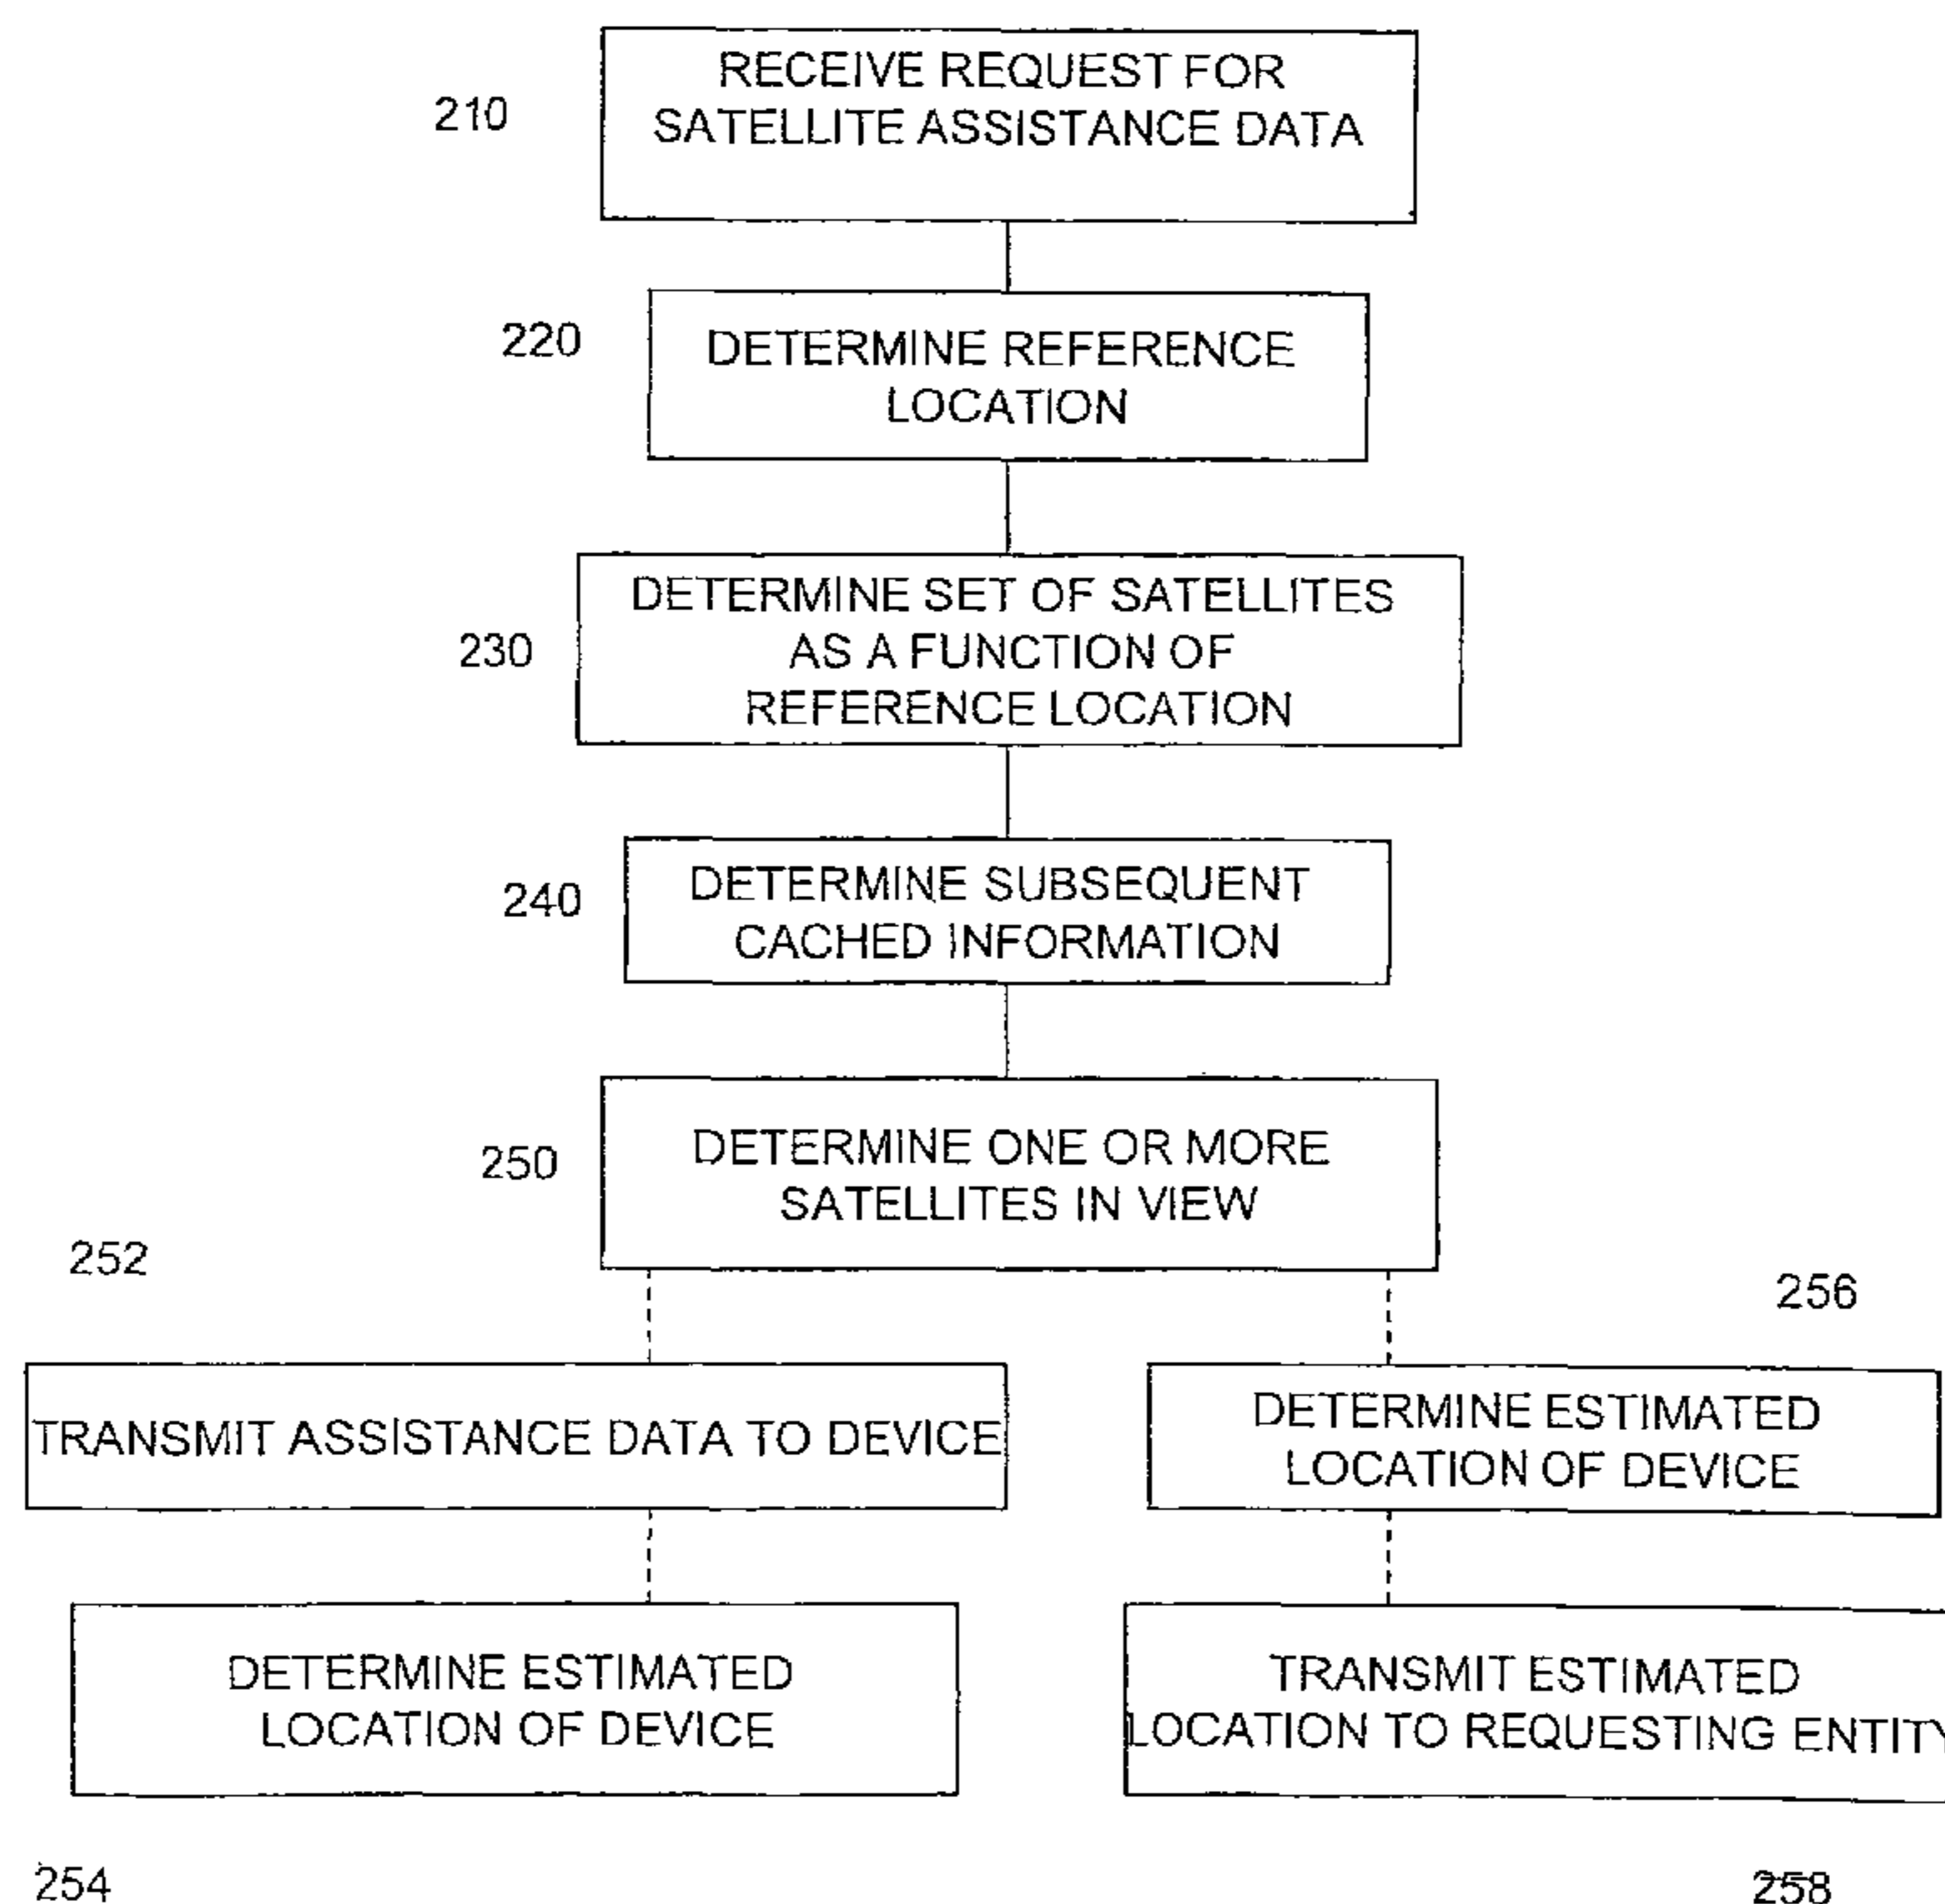 210
RECEIVE REQUEST FOR
SATELLITE ASSISTANCE DATA
220
DETERMINE REFERENCE
LOCATION
230
DETERMINE SET OF SATELLITES
AS A FUNCTION OF
REFERENCE LOCATION
240
DETERMINE SUBSEQUENT
CACHED INFORMATION
250
DETERMINE ONE OR MORE
SATELLITES IN VIEW
252
TRANSMIT ASSISTANCE DATA TO DEVICE
256
DETERMINE ESTIMATED
LOCATION OF DEVICE
DETERMINE ESTIMATED
LOCATION OF DEVICE
254
TRANSMIT ESTIMATED
LOCATION TO REQUESTING ENTITY
258